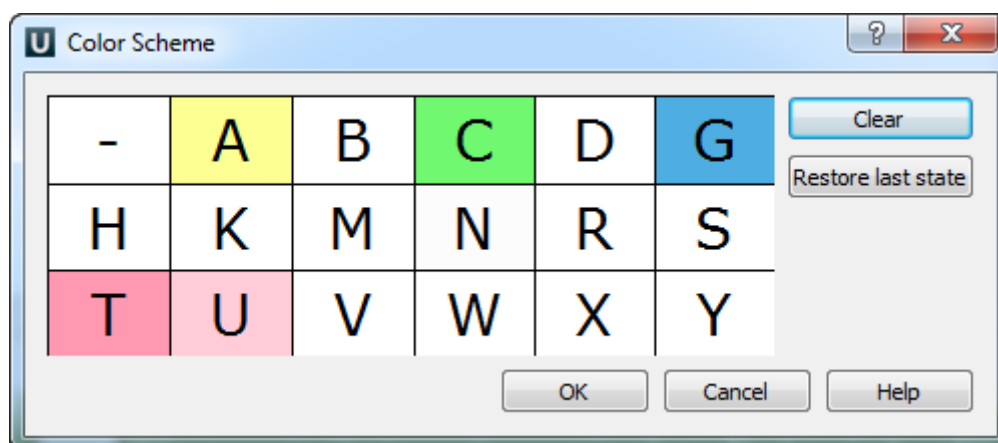 U Color Scheme ?
- A B C D G Clear
Restore last state
H K M N R S
T U V W X Y
OK Cancel Help